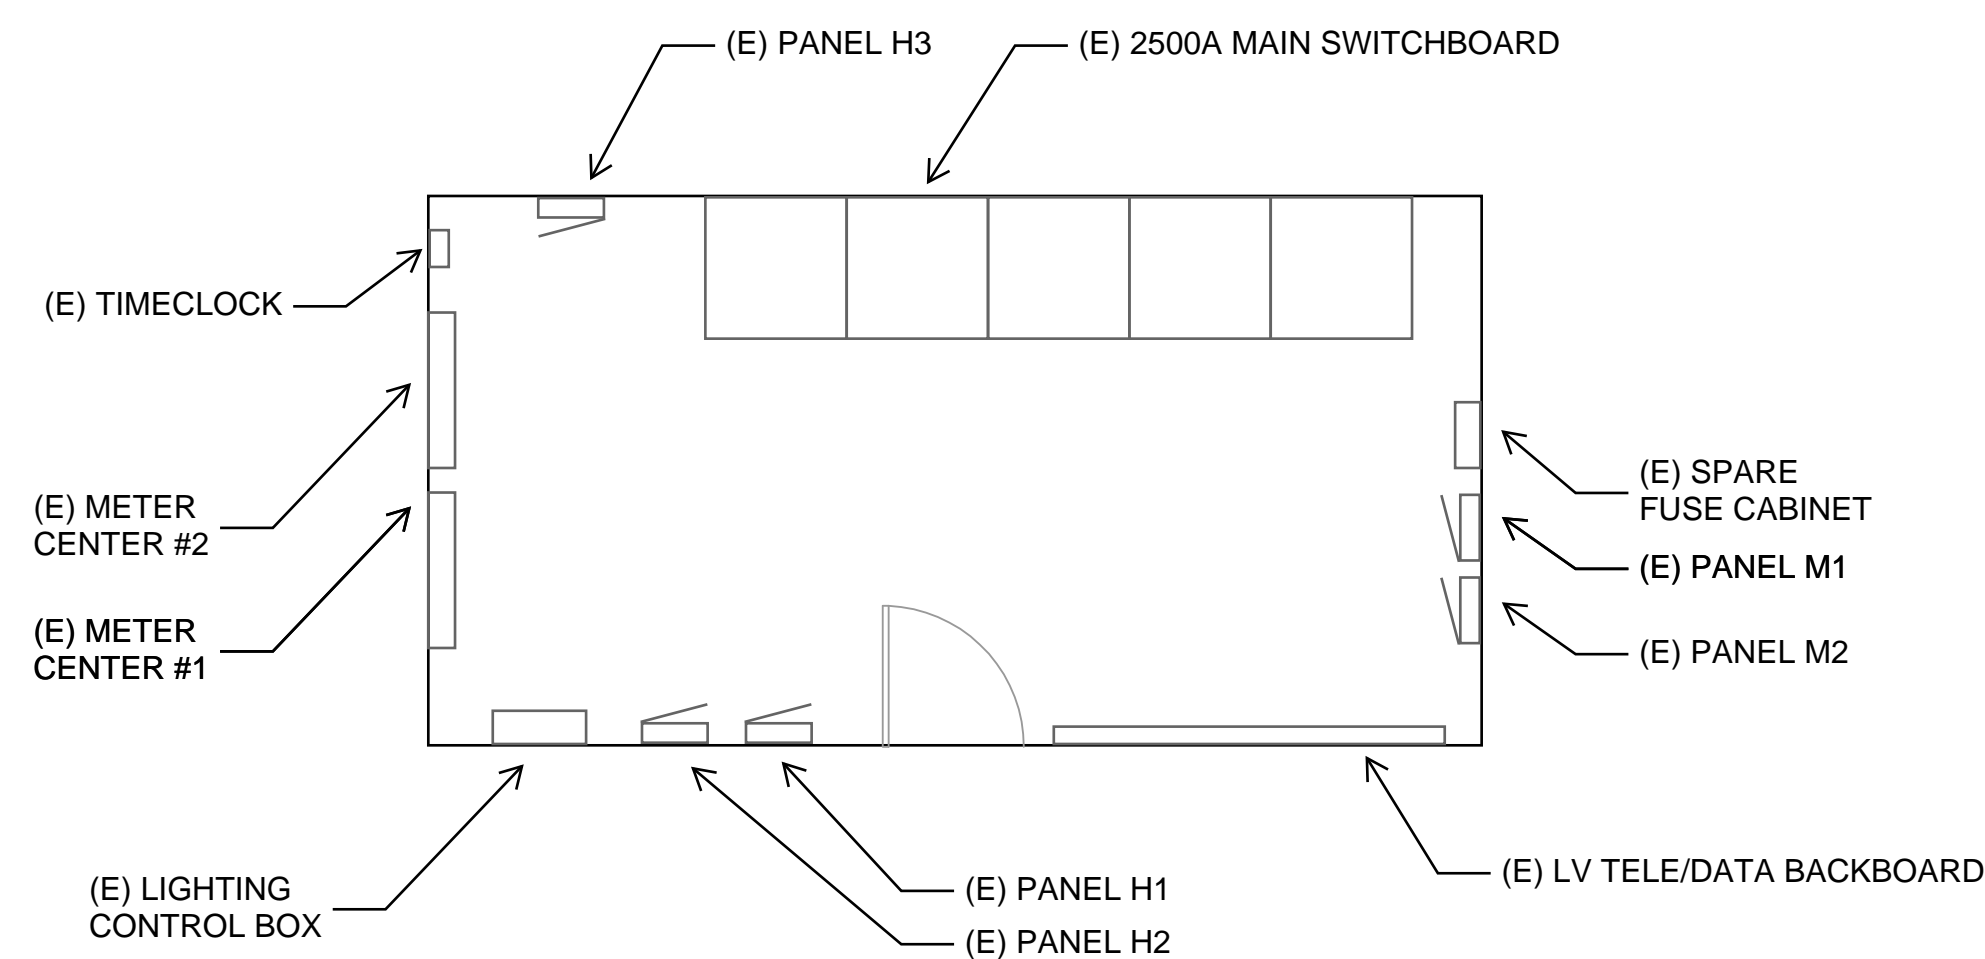 (E) PANEL H3
(E) 2500A MAIN SWITCHBOARD
(E) TIMECLOCK
(E) METER
CENTER #2
(E) METER
CENTER #1
(E) SPARE
FUSE CABINET
(E) PANEL M1
(E) PANEL M2
(E) LIGHTING
CONTROL BOX
(E) PANEL H1
(E) PANEL H2
(E) LV TELE/DATA BACKBOARD